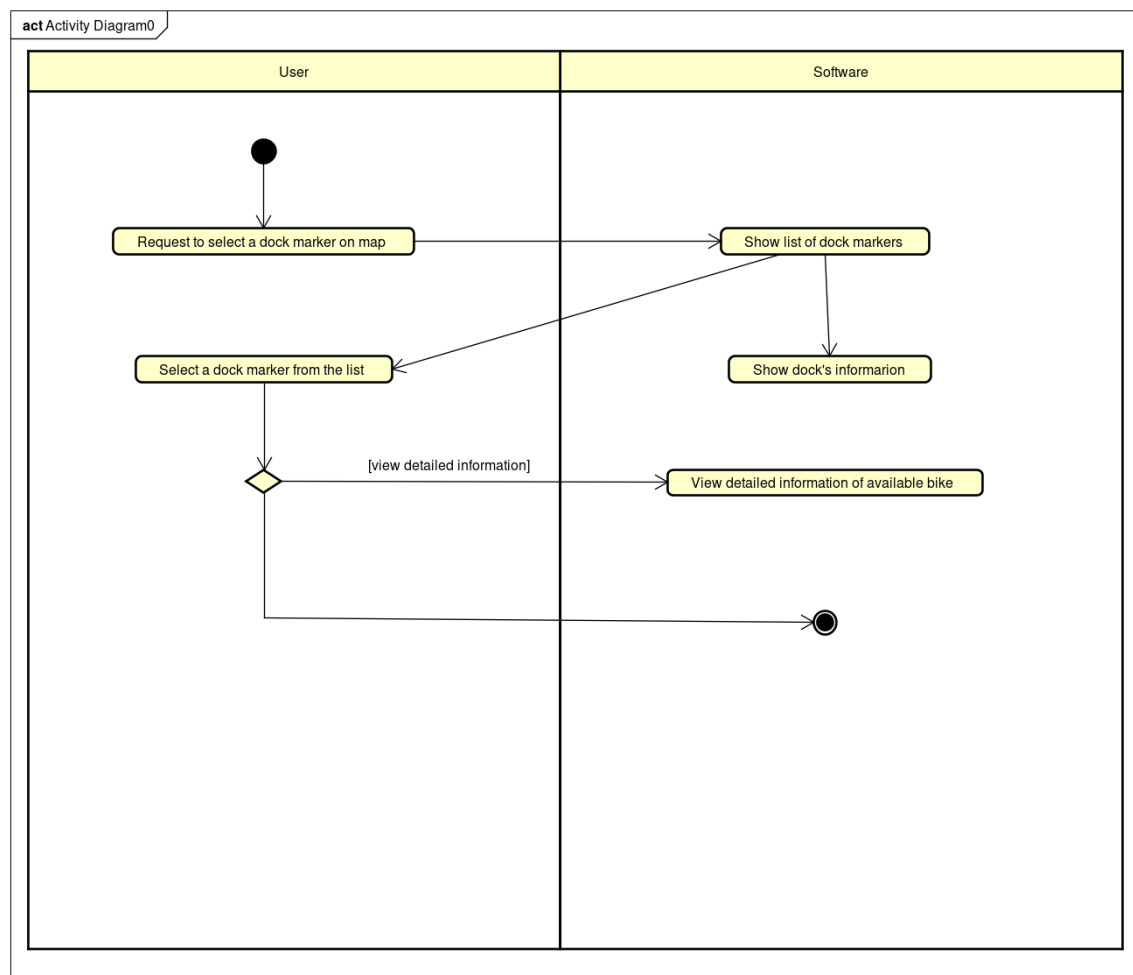 act Activity Diagram0
User
Software
Request to select a dock marker on map
Show list of dock markers
Select a dock marker from the list
Show dock's informarion
[view detailed information]
View detailed information of available bike